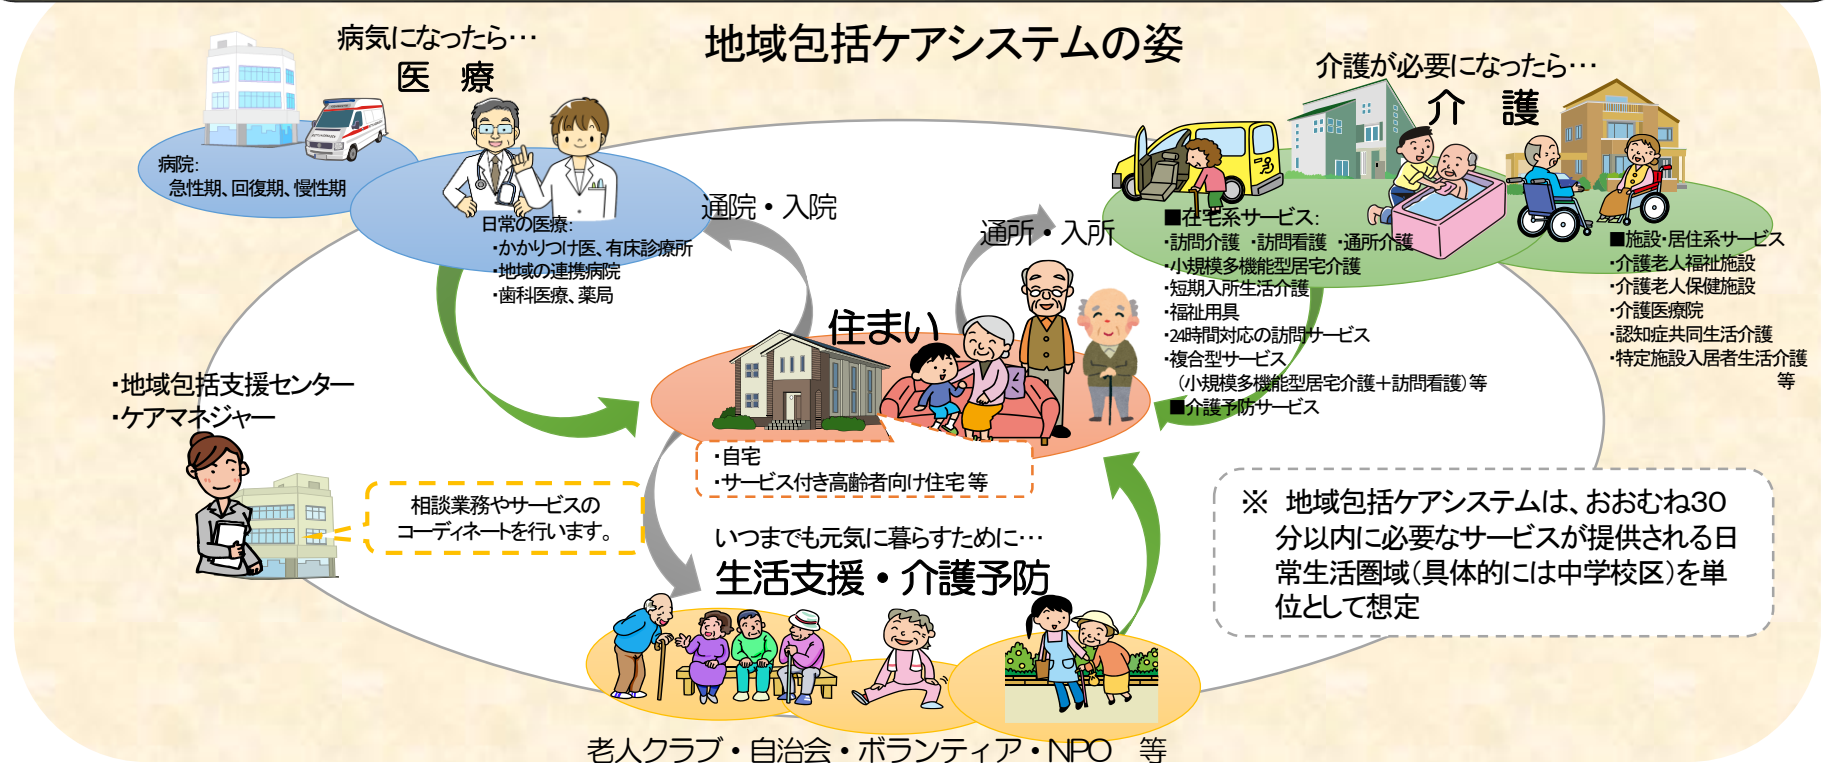 地域包括ケアシステムの姿
病気になったら…
医 療
病院:
急性期、回復期、慢性期
日常の医療:
・かかりつけ医、有床診療所
・地域の連携病院
・歯科医療、薬局
通院・入院
通所・入所
介護が必要になったら…
介 護
■在宅系サービス:
・訪問介護 ・訪問看護 ・通所介護
・小規模多機能型居宅介護
・短期入所生活介護
・福祉用具
・24時間対応の訪問サービス
・複合型サービス
(小規模多機能型居宅介護+訪問看護)等
■介護予防サービス
■施設・居住系サービス
・介護老人福祉施設
・介護老人保健施設
・介護医療院
・認知症共同生活介護
・特定施設入居者生活介護
等
住まい
・自宅
・サービス付き高齢者向け住宅 等
・地域包括支援センター
・ケアマネジャー
相談業務やサービスの
コーディネートを行います。
いつまでも元気に暮らすために…
生活支援・介護予防
老人クラブ・自治会・ボランティア・NPO 等
※ 地域包括ケアシステムは、おおむね30
分以内に必要なサービスが提供される日
常生活圏域(具体的には中学校区)を単
位として想定